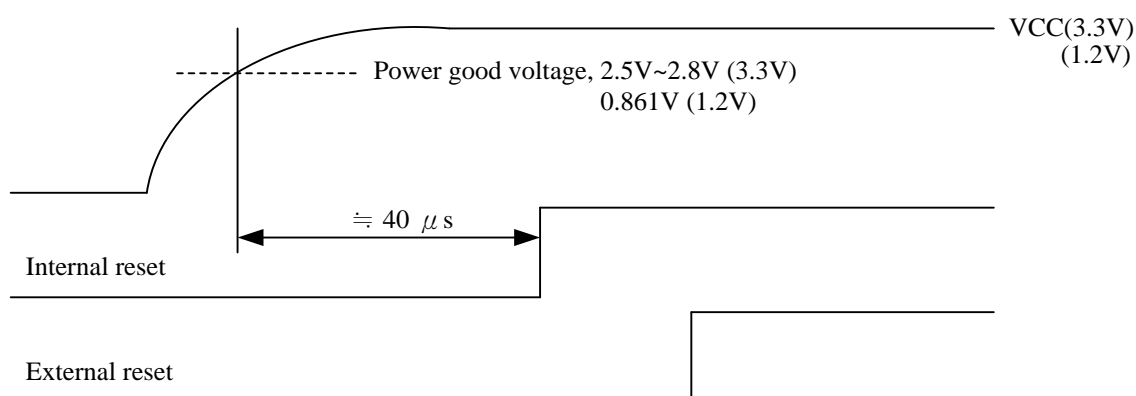 VCC(3.3V)
(1.2V)
Power good voltage, 2.5V~2.8V (3.3V)
0.861V (1.2V)
≒ 40 μs
Internal reset
External reset